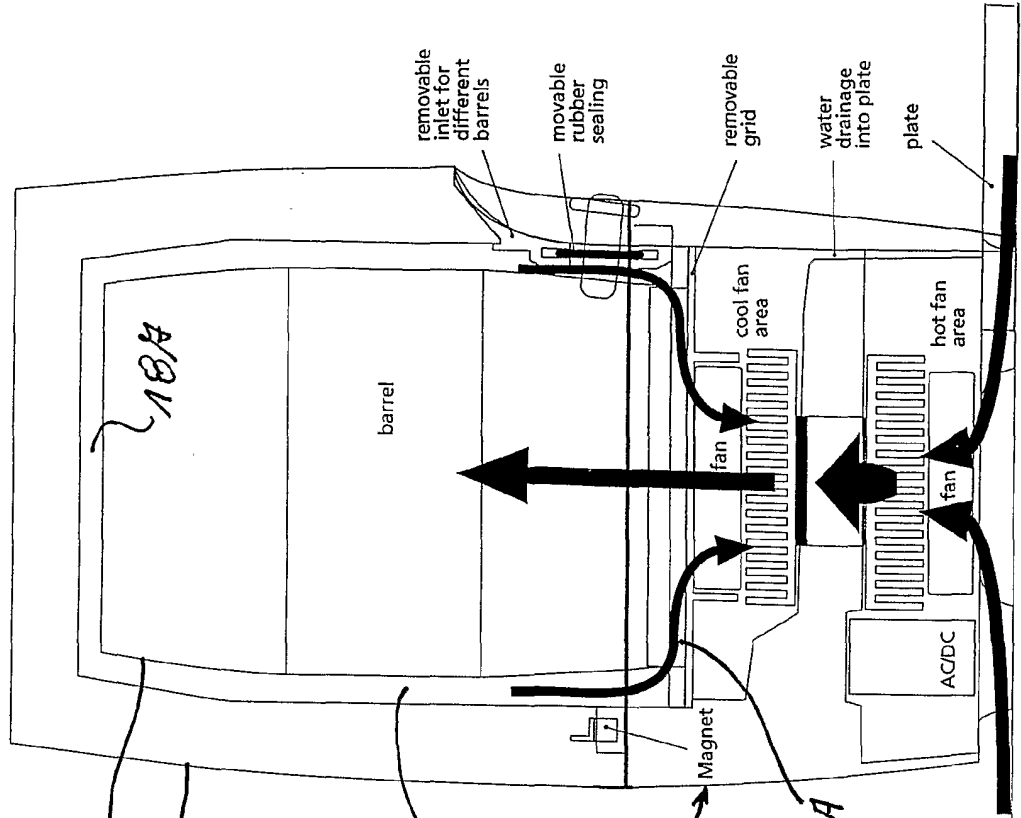 removable
inlet for
different
barrels
movable
rubber
sealing
removable
grid
water
drainage
into plate
plate
18A
barrel
cool fan
area
fan
hot fan
area
fan
AC/DC
Magnet
A